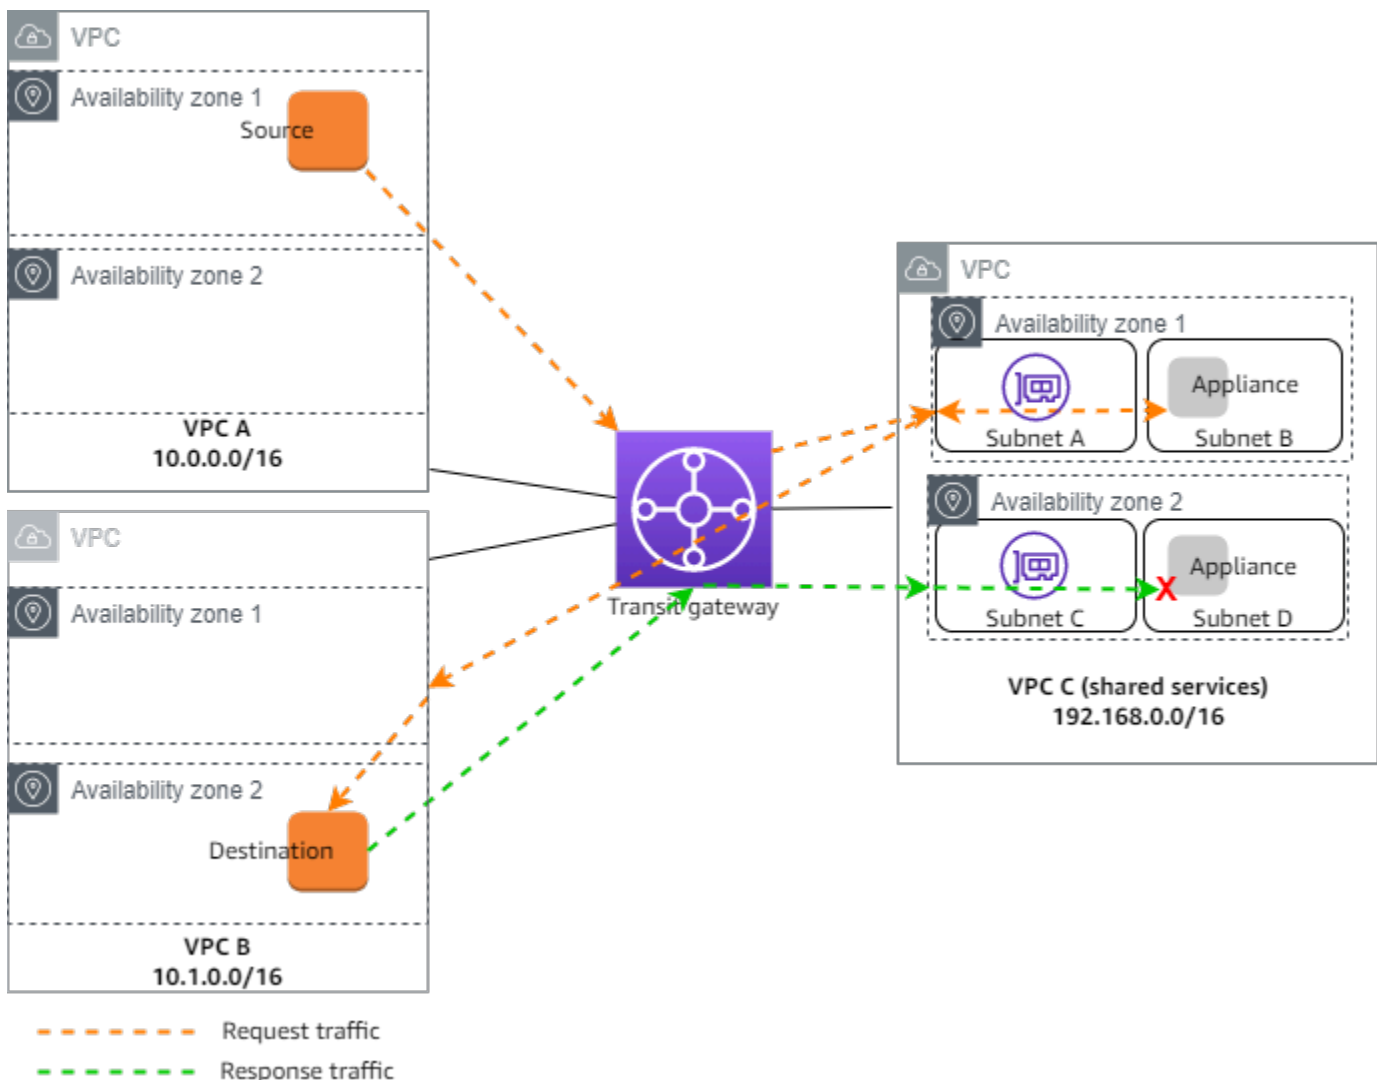 VPC
Availability zone 1
Source
Availability zone 2
VPC A
10.0.0.0/16
VPC
Availability zone 1
Availability zone 2
Destination
VPC B
10.1.0.0/16
Transit gateway
VPC
Availability zone 1
Appliance
Subnet A
Subnet B
Availability zone 2
Appliance
X
Subnet C
Subnet D
VPC C (shared services)
192.168.0.0/16
Request traffic
Response traffic